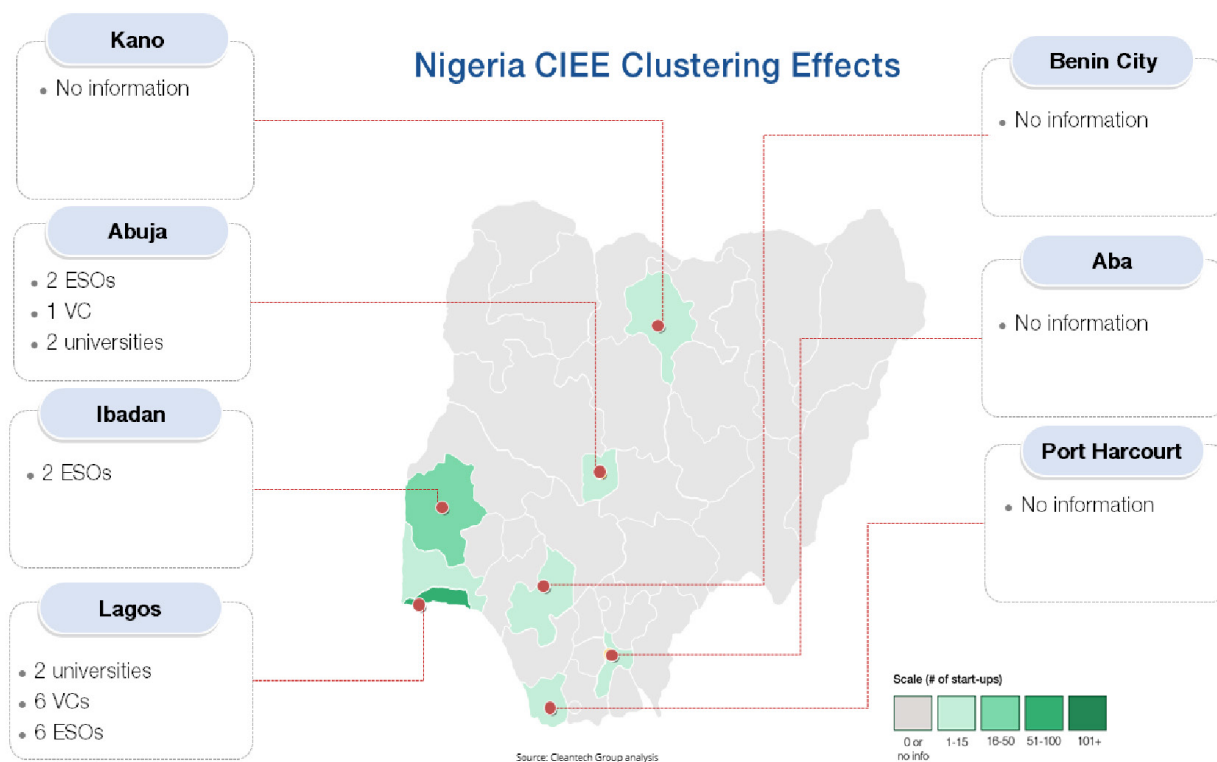 Nigeria CIEE Clustering Effects
Kano
• No information
Abuja
• 2 ESOs
• 1 VC
• 2 universities
Ibadan
• 2 ESOs
Lagos
• 2 universities
• 6 VCs
• 6 ESOs
Benin City
• No information
Aba
• No information
Port Harcourt
• No information
Scale (# of start-ups)
0 or
no info
1-15
16-50
51-100
101+
Source: Cleantech Group analysis